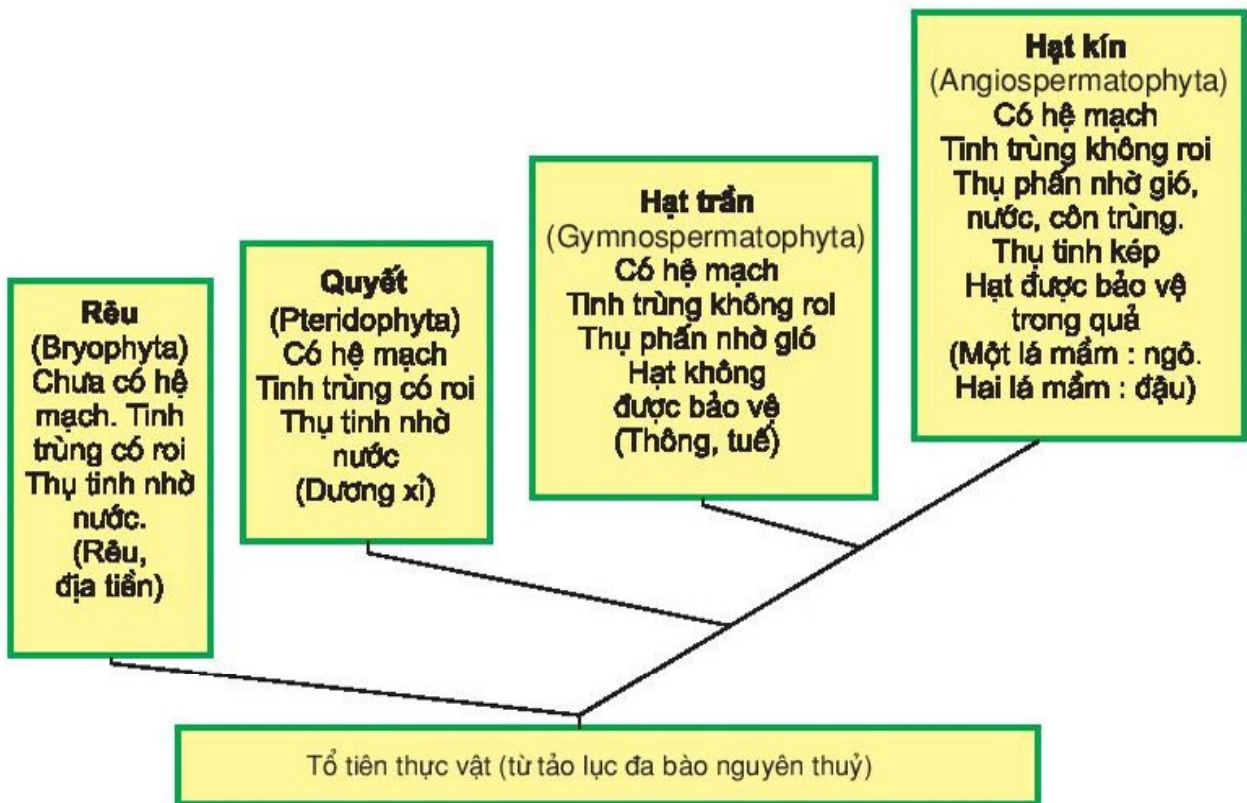 Rêu
(Bryophyta)
Chưa có hệ
mạch. Tinh
trùng có roi
Thụ tinh nhờ
nước.
(Rêu,
địa tiền)
Quyết
(Pteridophyta)
Có hệ mạch
Tinh trùng có roi
Thụ tinh nhờ
nước
(Dương xỉ)
Hạt trần
(Gymnospermatophyta)
Có hệ mạch
Tinh trùng không roi
Thụ phấn nhờ gió
Hạt không
được bảo vệ
(Thông, tuế)
Hạt kín
(Angiospermatophyta)
Có hệ mạch
Tinh trùng không roi
Thụ phấn nhờ gió,
nước, côn trùng.
Thụ tinh kép
Hạt được bảo vệ
trong quả
(Một lá mầm : ngô.
Hai lá mầm : đậu)
Tổ tiên thực vật (từ tảo lục đa bào nguyên thuỷ)